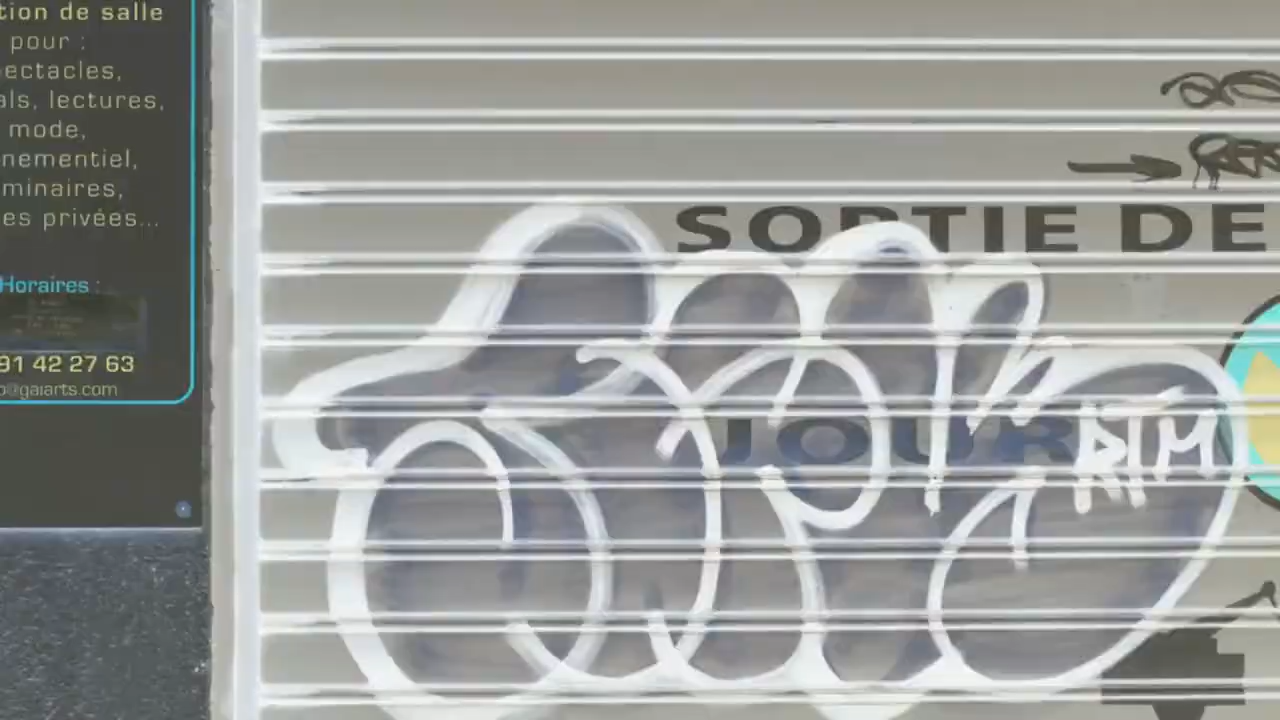 tion de salle
pour :
ectacles,
als, lectures,
mode,
nementiel,
minaires,
es privées...
Horaires :
91 42 27 63
@gaiarts.com
SORTIE DE
JOUR
RTM